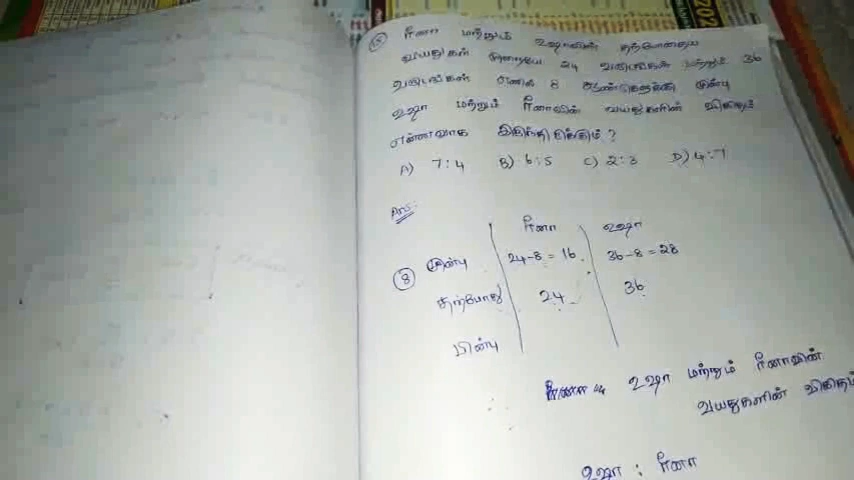 15) ரீனா மற்றும் உஷாவின் தற்போதைய
வயதுகள் முறையே 24 வருடங்கள் மற்றும் 36
வருடங்கள் எனில் 8 ஆண்டுகளுக்கு முன்பு
உஷா மற்றும் ரீனாவின் வயதுகளின் விகிதம்
என்னவாக இருந்திருக்கும்?
A) 7:4 B) 6:5 C) 2:3 D) 4:7
Ans:
ரீனா உஷா
8 முன்பு 24-8 = 16 36-8 = 28
தற்போது 24 36
பின்பு
உஷா மற்றும் ரீனாவின்
வயதுகளின் விகிதம்
உஷா : ரீனா